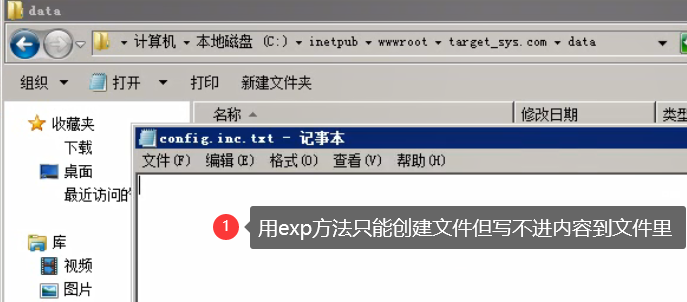 data
计算机 本地磁盘 (C:) inetpub wwwroot target_sys.com data
组织 打开 打印 新建文件夹
收藏夹
下载
桌面
最近访问的
库
视频
图片
名称 修改日期 类型
config.inc.txt - 记事本
文件(F) 编辑(E) 格式(O) 查看(V) 帮助(H)
1 用exp方法只能创建文件但写不进内容到文件里